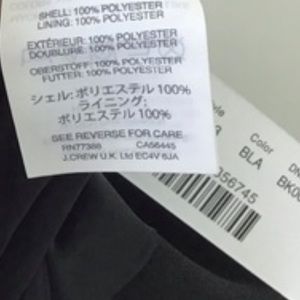 SHELL: 100% POLYESTER
LINING: 100% POLYESTER
EXTÉRIEUR: 100% POLYESTER
DOUBLURE: 100% POLYESTER
OBERSTOFF: 100% POLYESTER
FUTTER: 100% POLYESTER
シェル: ポリエステル 100%
ライニング:
ポリエステル 100%
SEE REVERSE FOR CARE
RN77388 CA56445
J.CREW U.K. Ltd EC4V 6JA
Color
BLA
56745